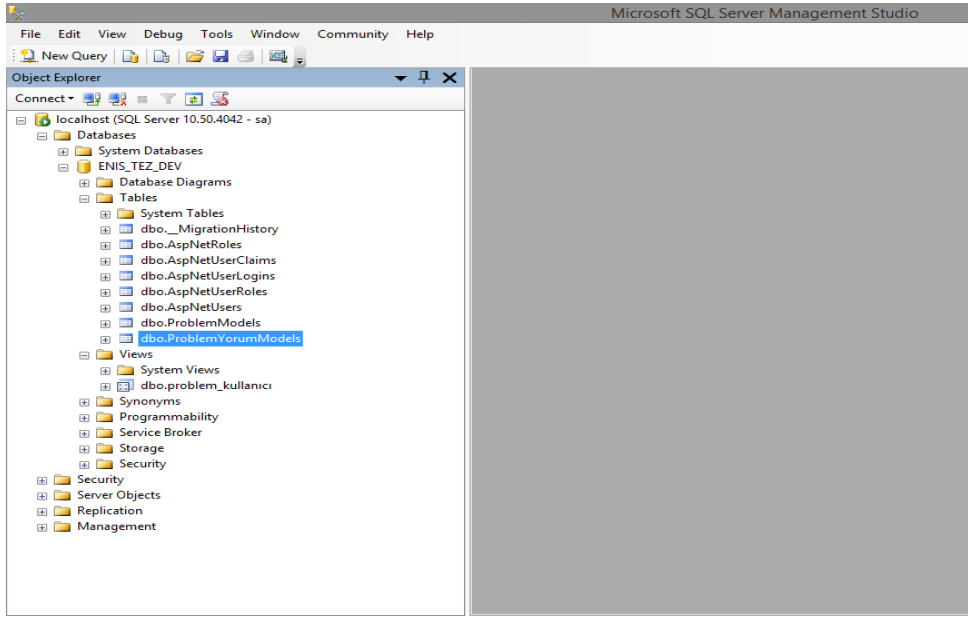 Microsoft SQL Server Management Studio
File Edit View Debug Tools Window Community Help
New Query
Object Explorer
Connect
localhost (SQL Server 10.50.4042 - sa)
Databases
System Databases
ENIS_TEZ_DEV
Database Diagrams
Tables
System Tables
dbo.__MigrationHistory
dbo.AspNetRoles
dbo.AspNetUserClaims
dbo.AspNetUserLogins
dbo.AspNetUserRoles
dbo.AspNetUsers
dbo.ProblemModels
dbo.ProblemYorumModels
Views
System Views
dbo.problem_kullanıcı
Synonyms
Programmability
Service Broker
Storage
Security
Security
Server Objects
Replication
Management